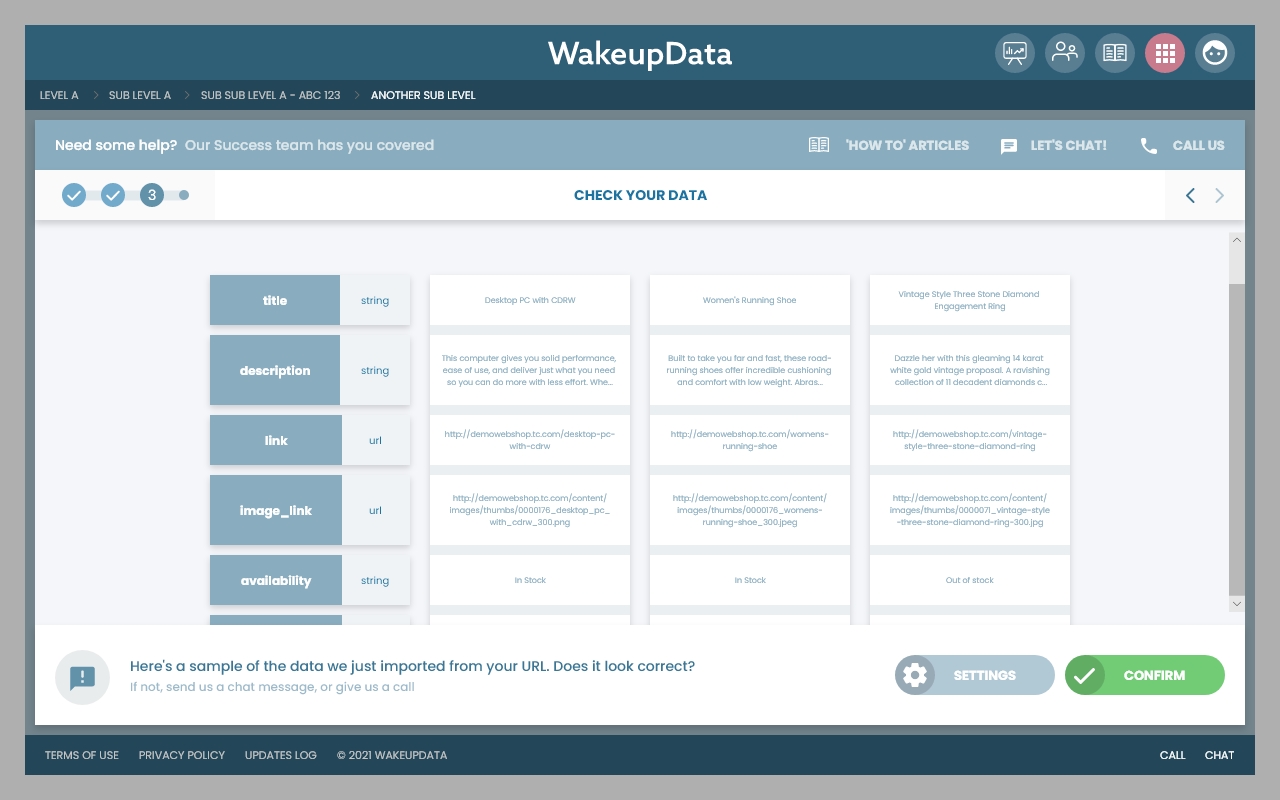 WakeupData
LEVEL A SUB LEVEL A SUB SUB LEVEL A - ABC 123 ANOTHER SUB LEVEL
Need some help? Our Success team has you covered 'HOW TO' ARTICLES LET'S CHAT! CALL US
3 CHECK YOUR DATA
title string
Desktop PC with CDRW
Women's Running Shoe
Vintage Style Three Stone Diamond
Engagement Ring
description string
This computer gives you solid performance,
ease of use, and deliver just what you need
so you can do more with less effort. Whe...
Built to take you far and fast, these road-
running shoes offer incredible cushioning
and comfort with low weight. Abras...
Dazzle her with this gleaming 14 karat
white gold vintage proposal. A ravishing
collection of 11 decadent diamonds c...
link url
http://demowebshop.tc.com/desktop-pc-
with-cdrw
http://demowebshop.tc.com/womens-
running-shoe
http://demowebshop.tc.com/vintage-
style-three-stone-diamond-ring
image_link url
http://demowebshop.tc.com/content/
images/thumbs/0000176_desktop_pc_
with_cdrw_300.png
http://demowebshop.tc.com/content/
images/thumbs/0000176_womens-
running-shoe_300.jpeg
http://demowebshop.tc.com/content/
images/thumbs/0000071_vintage-style
-three-stone-diamond-ring-300.jpg
availability string
In Stock
In Stock
Out of stock
Here's a sample of the data we just imported from your URL. Does it look correct?
If not, send us a chat message, or give us a call
SETTINGS CONFIRM
TERMS OF USE PRIVACY POLICY UPDATES LOG © 2021 WAKEUPDATA CALL CHAT